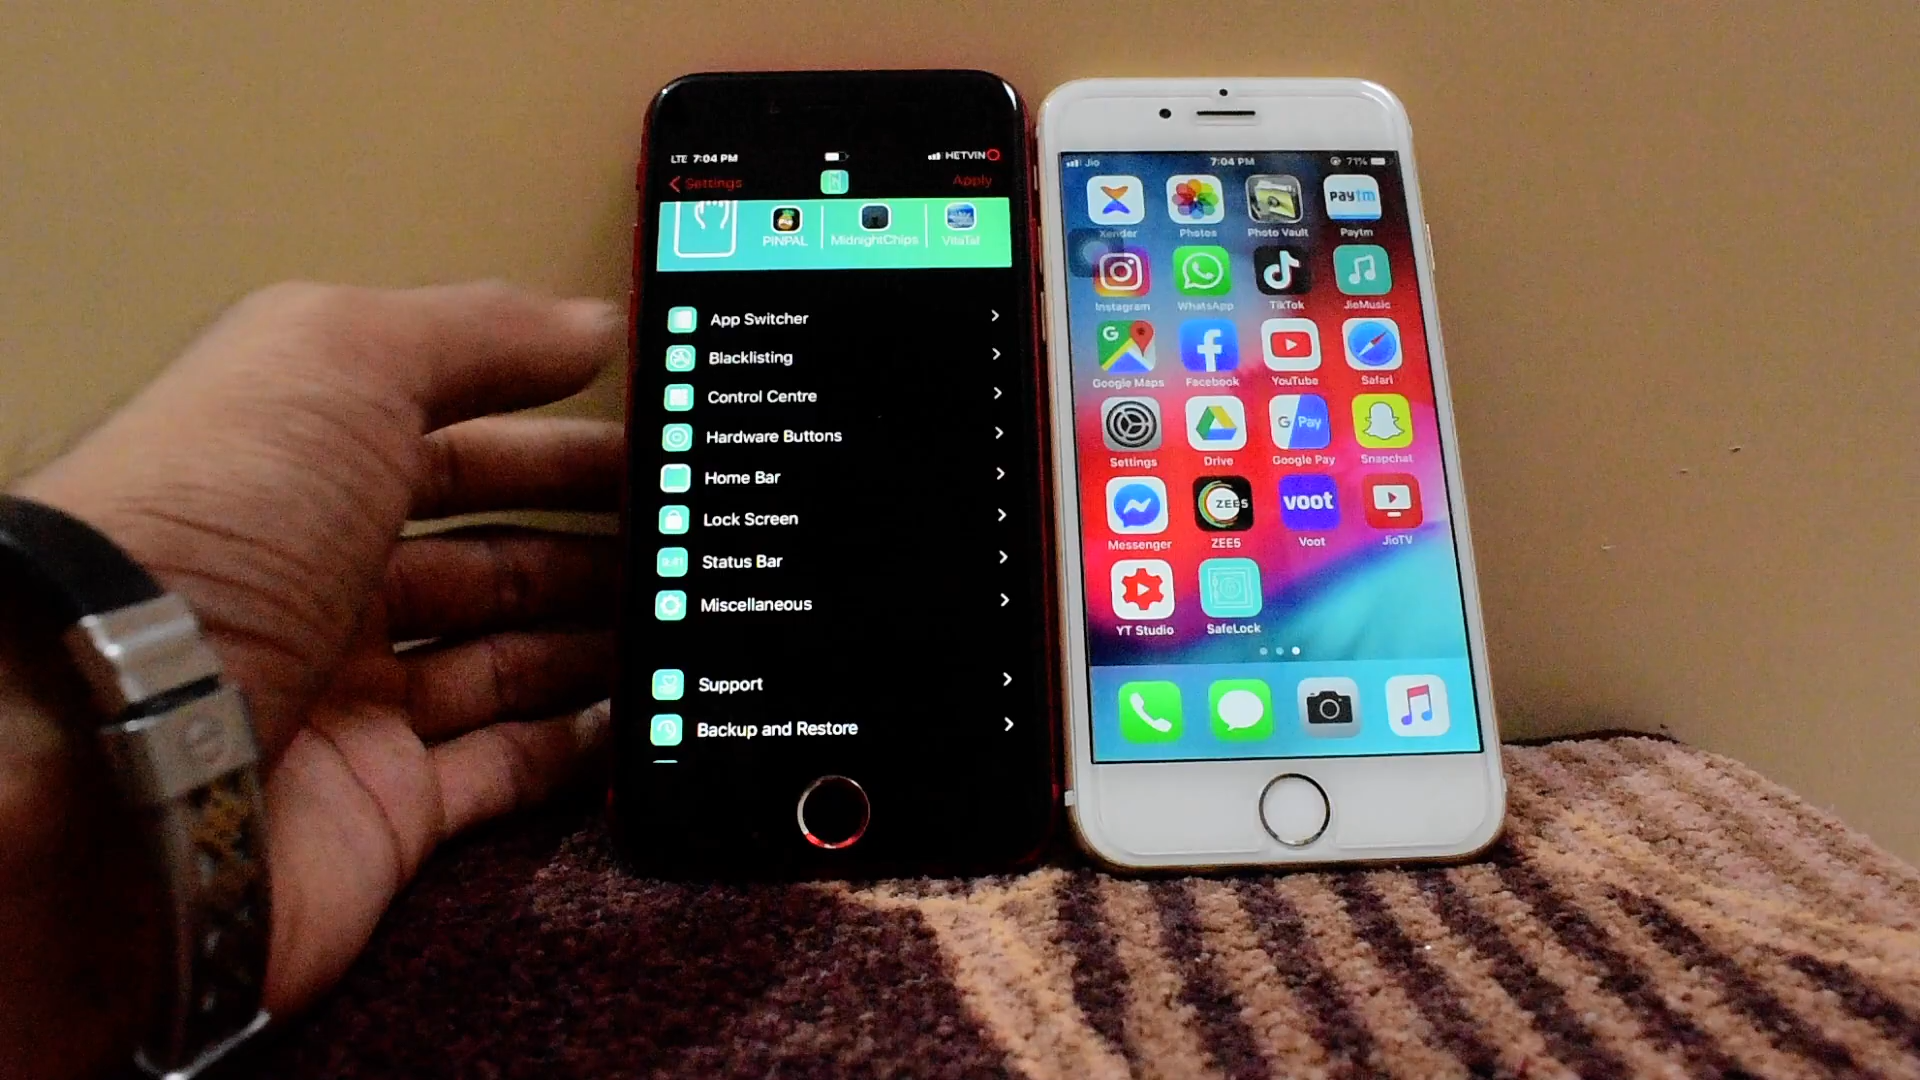 LTE 7:04 PM
HETVIN
Settings
Apply
PINPAL
MidnightChips
VitaTal
App Switcher
Blacklisting
Control Centre
Hardware Buttons
Home Bar
Lock Screen
Status Bar
Miscellaneous
Support
Backup and Restore
Jio 7:04 PM 71%
paytm
Xender Photos Photo Vault Paytm
Instagram WhatsApp TikTok JioMusic
G
Google Maps Facebook YouTube Safari
G Pay
Settings Drive Google Pay Snapchat
ZEE5 voot
Messenger ZEE5 Voot JioTV
YT Studio SafeLock